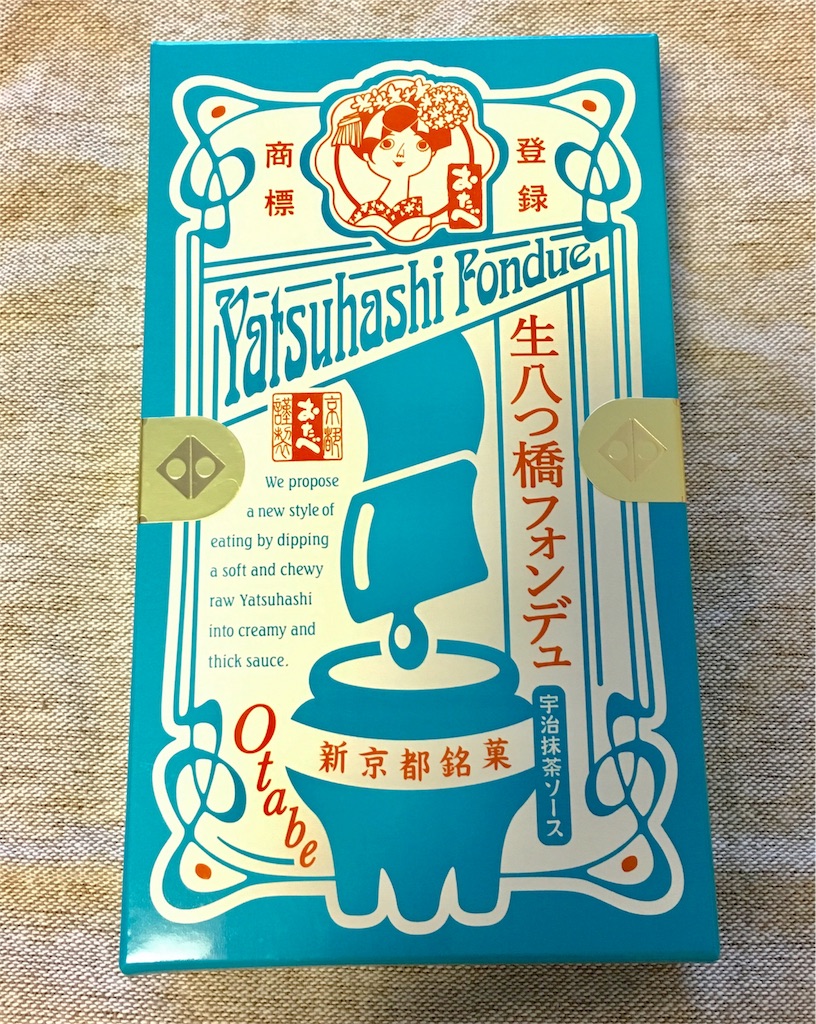 商標
登録
おたべ
Yatsuhashi Fondue
生八つ橋フォンデュ
京都
おたべ
謹製
We propose
a new style of
eating by dipping
a soft and chewy
raw Yatsuhashi
into creamy and
thick sauce.
宇治抹茶ソース
新京都銘菓
Otabe